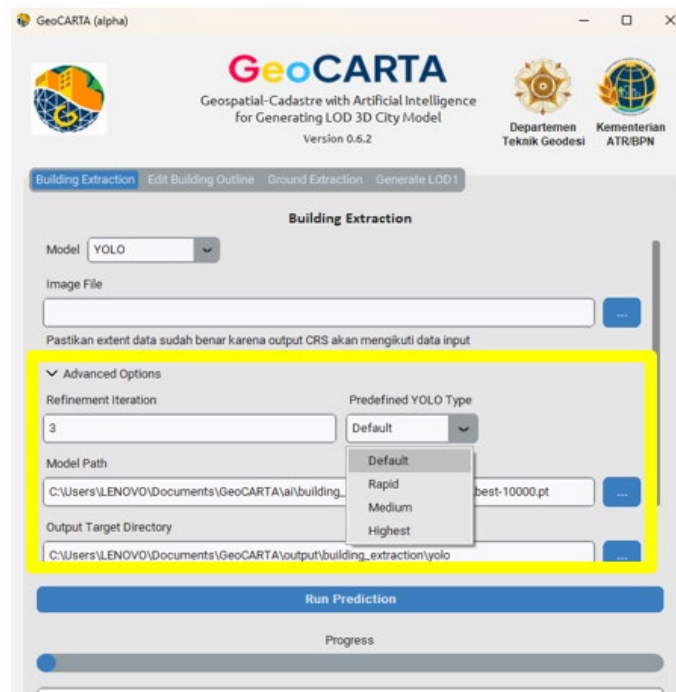 GeoCARTA (alpha)
GeoCARTA
Geospatial-Cadastre with Artificial Intelligence
for Generating LOD 3D City Model
Version 0.6.2
Departemen
Teknik Geodesi
Kementerian
ATR/BPN
Building Extraction Edit Building Outline Ground Extraction Generate LOD1
Building Extraction
Model YOLO
Image File
...
Pastikan extent data sudah benar karena output CRS akan mengikuti data input
Advanced Options
Refinement Iteration Predefined YOLO Type
3 Default
Default
Rapid
Medium
Highest
Model Path
C:\Users\LENOVO\Documents\GeoCARTA\ai\building_ best-10000.pt ...
Output Target Directory
C:\Users\LENOVO\Documents\GeoCARTA\output\building_extraction\yolo ...
Run Prediction
Progress